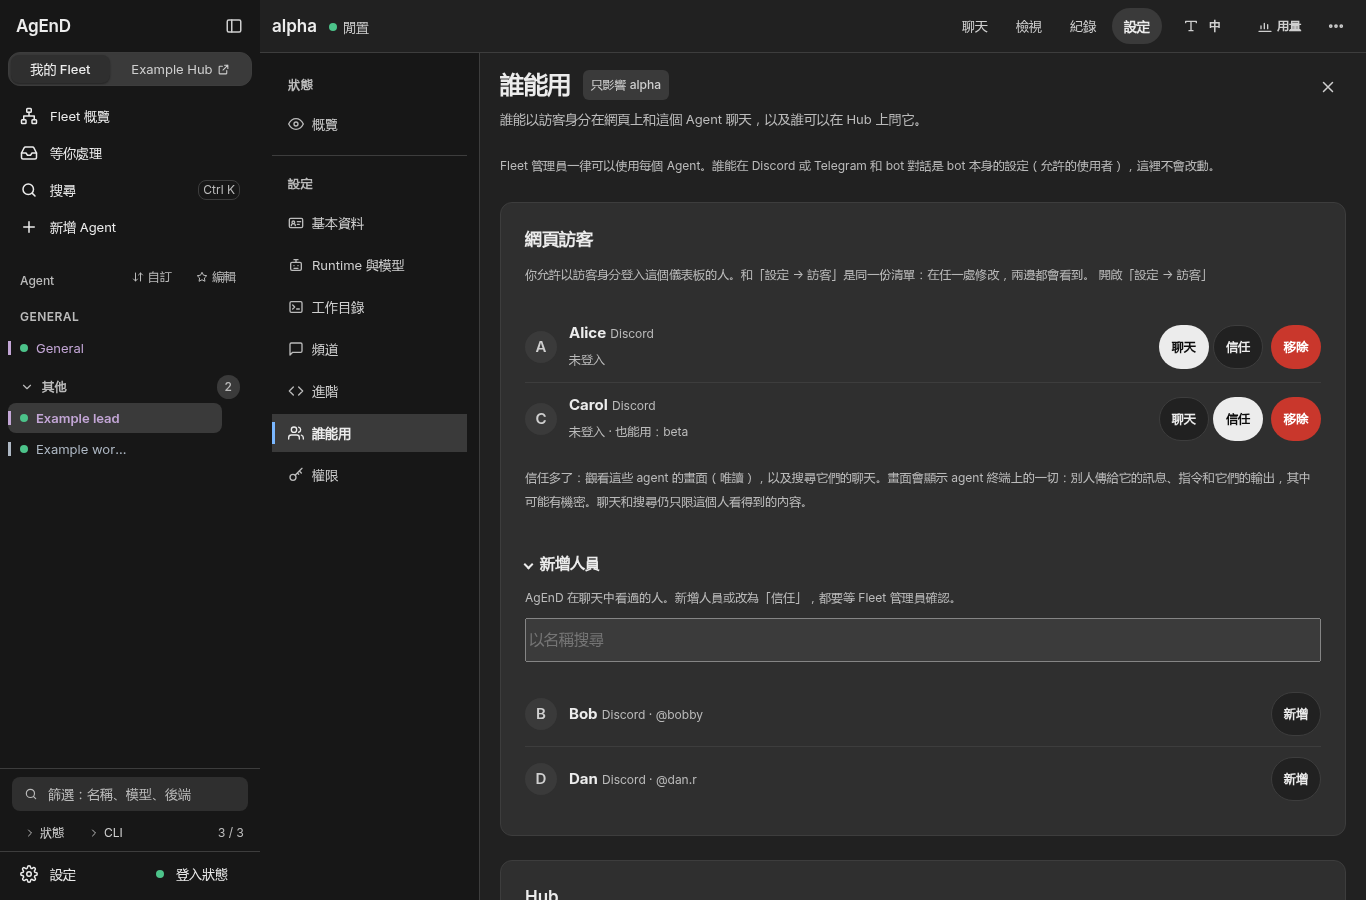 AgEnD
我的 Fleet
Example Hub
Fleet 概覽
等你處理
搜尋
Ctrl K
新增 Agent
Agent
自訂
編輯
GENERAL
General
其他
2
Example lead
Example wor...
篩選：名稱、模型、後端
狀態
CLI
3 / 3
設定
登入狀態
alpha
閒置
聊天
檢視
紀錄
設定
中
用量
狀態
概覽
設定
基本資料
Runtime 與模型
工作目錄
頻道
進階
誰能用
權限
誰能用
只影響 alpha
誰能以訪客身分在網頁上和這個 Agent 聊天，以及誰可以在 Hub 上問它。
Fleet 管理員一律可以使用每個 Agent。誰能在 Discord 或 Telegram 和 bot 對話是 bot 本身的設定（允許的使用者），這裡不會改動。
網頁訪客
你允許以訪客身分登入這個儀表板的人。和「設定 → 訪客」是同一份清單：在任一處修改，兩邊都會看到。 開啟「設定 → 訪客」
A
Alice Discord
未登入
聊天
信任
移除
C
Carol Discord
未登入 · 也能用：beta
聊天
信任
移除
信任多了：觀看這些 agent 的畫面（唯讀），以及搜尋它們的聊天。畫面會顯示 agent 終端上的一切：別人傳給它的訊息、指令和它們的輸出，其中
可能有機密。聊天和搜尋仍只限這個人看得到的內容。
新增人員
AgEnD 在聊天中看過的人。新增人員或改為「信任」，都要等 Fleet 管理員確認。
以名稱搜尋
B
Bob Discord · @bobby
新增
D
Dan Discord · @dan.r
新增
Hub